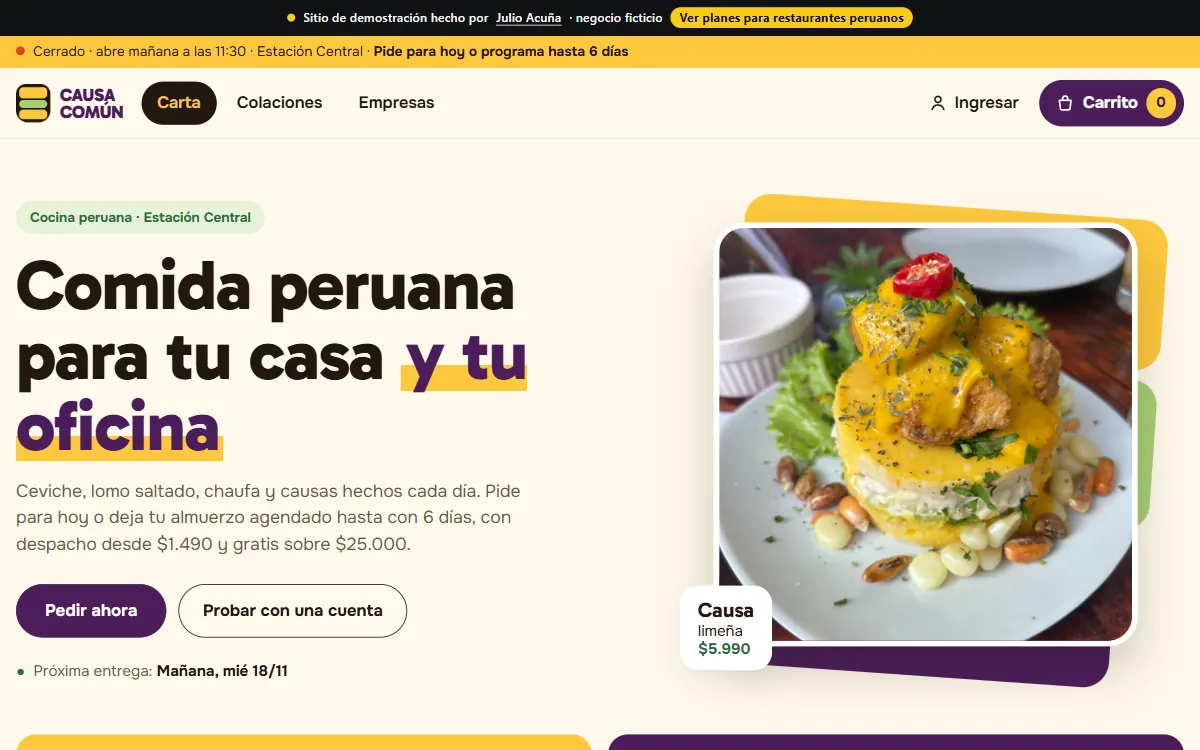 Sitio de demostración hecho por Julio Acuña · negocio ficticio Ver planes para restaurantes peruanos
Cerrado · abre mañana a las 11:30 · Estación Central · Pide para hoy o programa hasta 6 días
CAUSA
COMÚN
Carta Colaciones Empresas Ingresar Carrito 0
Cocina peruana · Estación Central
Comida peruana
para tu casa y tu
oficina
Ceviche, lomo saltado, chaufa y causas hechos cada día. Pide
para hoy o deja tu almuerzo agendado hasta con 6 días, con
despacho desde $1.490 y gratis sobre $25.000.
Pedir ahora Probar con una cuenta
Próxima entrega: Mañana, mié 18/11
Causa
limeña
$5.990